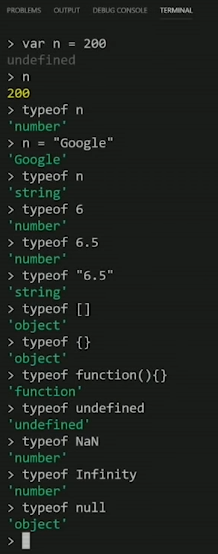 PROBLEMS OUTPUT DEBUG CONSOLE TERMINAL
> var n = 200
undefined
> n
200
> typeof n
'number'
> n = "Google"
'Google'
> typeof n
'string'
> typeof 6
'number'
> typeof 6.5
'number'
> typeof "6.5"
'string'
> typeof []
'object'
> typeof {}
'object'
> typeof function(){}
'function'
> typeof undefined
'undefined'
> typeof NaN
'number'
> typeof Infinity
'number'
> typeof null
'object'
>